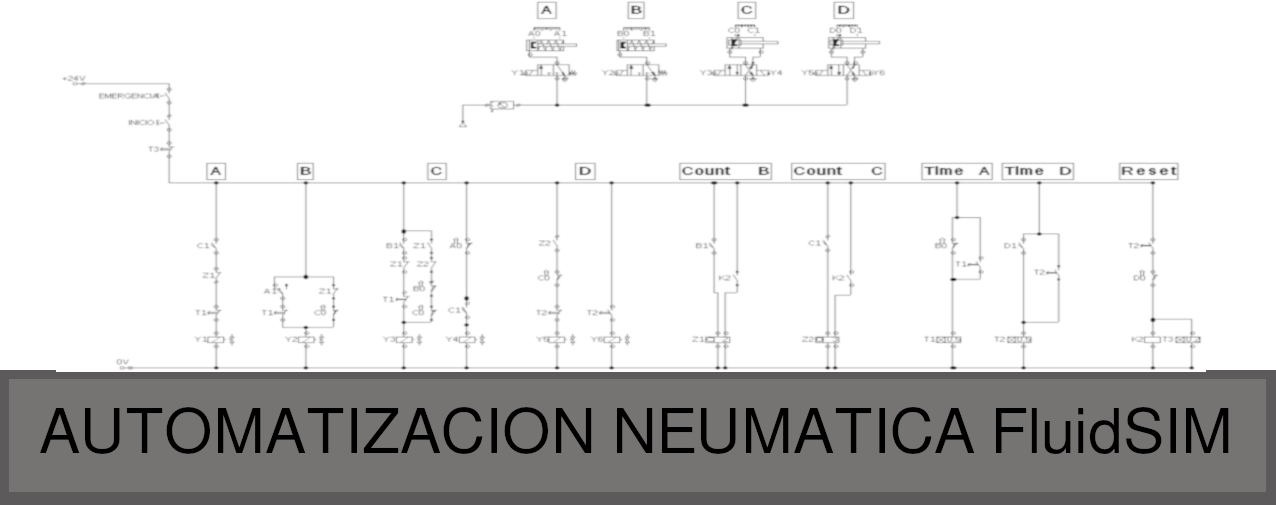 A B C D
A0 A1 B0 B1 C0 C1 D0 D1
Y1 Y2 Y3 Y4 Y5 Y6
+24V
EMERGENCIA
INICIO
T3
A B C D Count B Count C Time A Time D Reset
C1 B1 Z1 A0 Z2 B1 C1 B0 D1 T2
Z1 Z1 Z2 C0 K2 K2 T1 T2 D0
A1 Z1 B0
T1
T1 T1 C0 C0 C1 T2 T2
Y1 Y2 Y3 Y4 Y5 Y6 Z1 Z2 T1 T2 K2 T3
0V
AUTOMATIZACION NEUMATICA FluidSIM